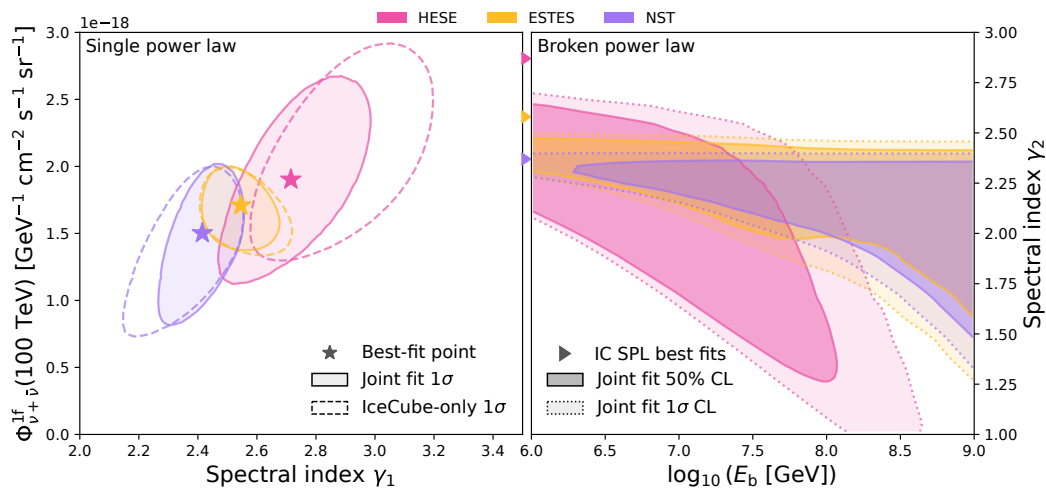 HESE ESTES NST
1e−18
Single power law
Broken power law
Φ^{1f}_{ν+ν̄}(100 TeV) [GeV⁻¹ cm⁻² s⁻¹ sr⁻¹]
3.0
2.5
2.0
1.5
1.0
0.5
0.0
Best-fit point
Joint fit 1σ
IceCube-only 1σ
2.0 2.2 2.4 2.6 2.8 3.0 3.2 3.4
Spectral index γ₁
IC SPL best fits
Joint fit 50% CL
Joint fit 1σ CL
6.0 6.5 7.0 7.5 8.0 8.5 9.0
log₁₀(E_b [GeV])
3.00
2.75
2.50
2.25
2.00
1.75
1.50
1.25
1.00
Spectral index γ₂